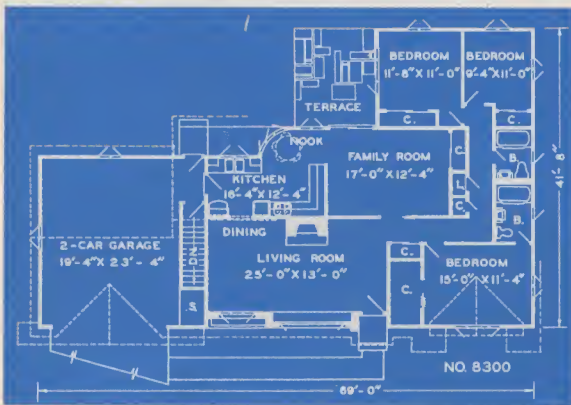 BEDROOM
11'-8" X 11'-0"
BEDROOM
9'-4" X 11'-0"
TERRACE
C.
C.
NOOK
FAMILY ROOM
17'-0" X 12'-4"
C.
L
C.
B.
B.
41'-8"
KITCHEN
16'-4" X 12'-4"
2-CAR GARAGE
19'-4" X 23'-4"
DINING
LIVING ROOM
25'-0" X 13'-0"
C.
C.
BEDROOM
15'-0" X 11'-4"
DN
S
NO. 8300
69'-0"